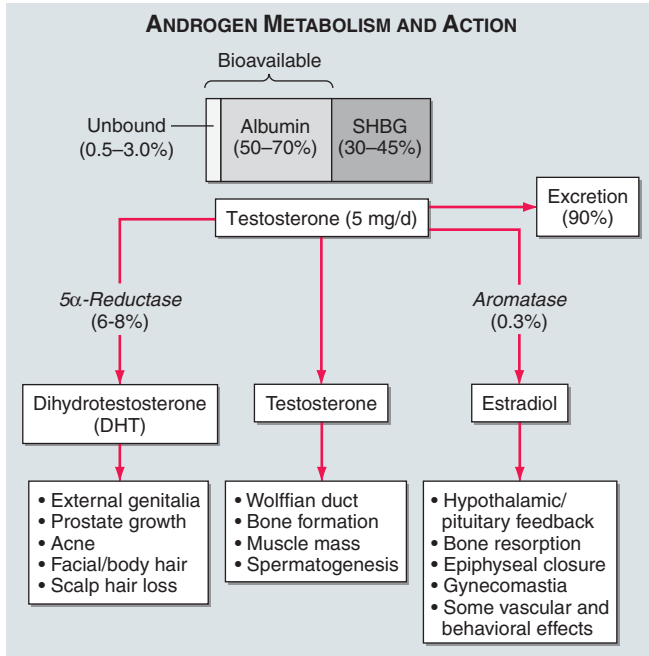 ANDROGEN METABOLISM AND ACTION
Bioavailable
Unbound
(0.5–3.0%)
Albumin
(50–70%)
SHBG
(30–45%)
Testosterone (5 mg/d)
Excretion
(90%)
5α-Reductase
(6-8%)
Aromatase
(0.3%)
Dihydrotestosterone
(DHT)
Testosterone
Estradiol
• External genitalia
• Prostate growth
• Acne
• Facial/body hair
• Scalp hair loss
• Wolffian duct
• Bone formation
• Muscle mass
• Spermatogenesis
• Hypothalamic/
pituitary feedback
• Bone resorption
• Epiphyseal closure
• Gynecomastia
• Some vascular and
behavioral effects